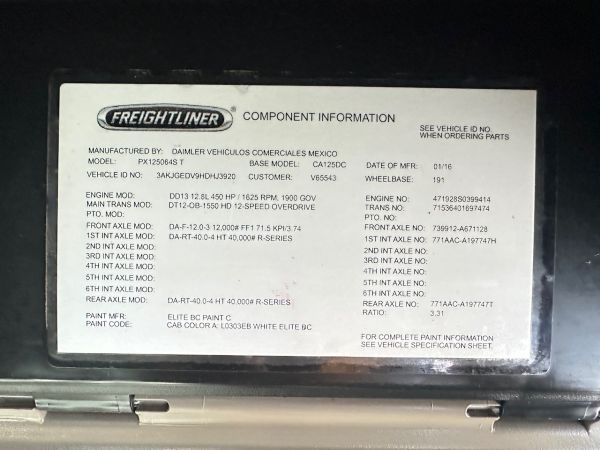 FREIGHTLINER ® COMPONENT INFORMATION
SEE VEHICLE ID NO.
WHEN ORDERING PARTS
MANUFACTURED BY: DAIMLER VEHICULOS COMERCIALES MEXICO
MODEL: PX125064S T BASE MODEL: CA125DC DATE OF MFR: 01/16
VEHICLE ID NO: 3AKJGEDV9HDHJ3920 CUSTOMER: V65543 WHEELBASE: 191
ENGINE MOD: DD13 12.8L 450 HP / 1625 RPM, 1900 GOV ENGINE NO: 471928S0399414
MAIN TRANS MOD: DT12-OB-1550 HD 12-SPEED OVERDRIVE TRANS NO: 71536401697474
PTO. MOD: PTO. NO:
FRONT AXLE MOD: DA-F-12.0-3 12,000# FF1 71.5 KPI/3.74 FRONT AXLE NO: 739912-A671128
1ST INT AXLE MOD: DA-RT-40.0-4 HT 40,000# R-SERIES 1ST INT AXLE NO: 771AAC-A197747H
2ND INT AXLE MOD: 2ND INT AXLE NO:
3RD INT AXLE MOD: 3RD INT AXLE NO:
4TH INT AXLE MOD: 4TH INT AXLE NO:
5TH INT AXLE MOD: 5TH INT AXLE NO:
6TH INT AXLE MOD: 6TH INT AXLE NO:
REAR AXLE MOD: DA-RT-40.0-4 HT 40,000# R-SERIES REAR AXLE NO: 771AAC-A197747T
RATIO: 3.31
PAINT MFR: ELITE BC PAINT C
PAINT CODE: CAB COLOR A: L0303EB WHITE ELITE BC
FOR COMPLETE PAINT INFORMATION
SEE VEHICLE SPECIFICATION SHEET.